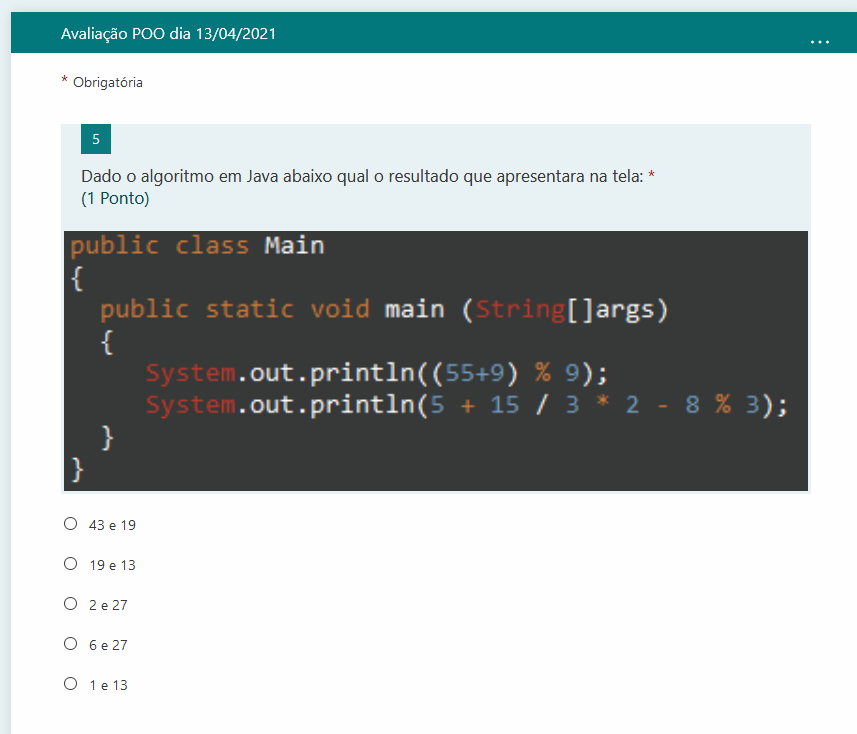 Avaliação POO dia 13/04/2021
...
* Obrigatória
5
Dado o algoritmo em Java abaixo qual o resultado que apresentara na tela: *
(1 Ponto)
public class Main
{
public static void main (String[]args)
{
System.out.println((55+9) % 9);
System.out.println(5 + 15 / 3 * 2 - 8 % 3);
}
}
43 e 19
19 e 13
2 e 27
6 e 27
1 e 13